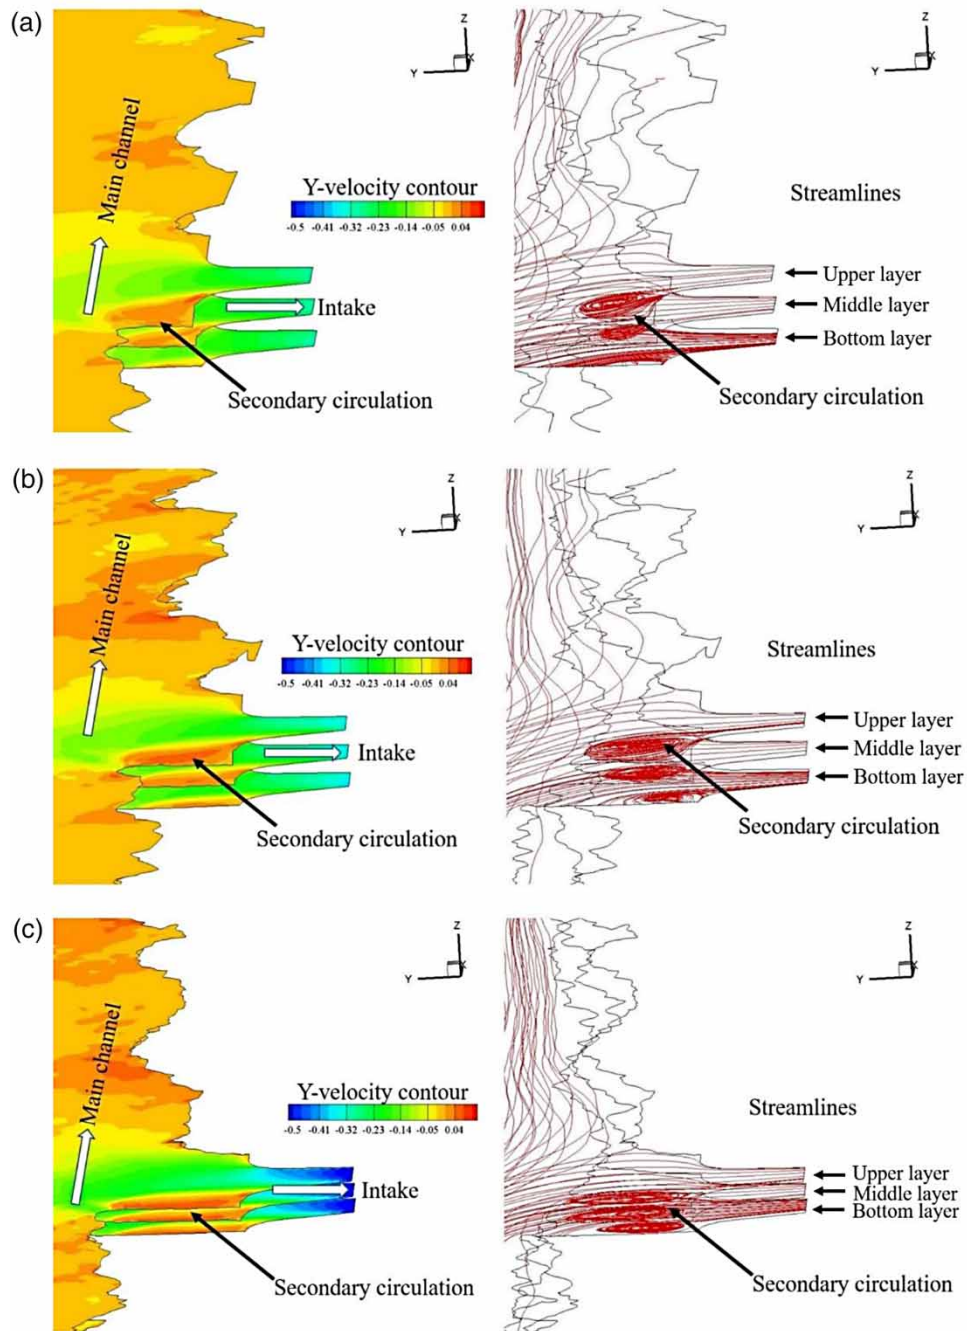 (a)
Z
X
Y
Main channel
Y-velocity contour
-0.5 -0.41 -0.32 -0.23 -0.14 -0.05 0.04
Intake
Secondary circulation
Z
X
Y
Streamlines
Upper layer
Middle layer
Bottom layer
Secondary circulation
(b)
Z
X
Y
Main channel
Y-velocity contour
-0.5 -0.41 -0.32 -0.23 -0.14 -0.05 0.04
Intake
Secondary circulation
Z
X
Y
Streamlines
Upper layer
Middle layer
Bottom layer
Secondary circulation
(c)
Z
X
Y
Main channel
Y-velocity contour
-0.5 -0.41 -0.32 -0.23 -0.14 -0.05 0.04
Intake
Secondary circulation
Z
X
Y
Streamlines
Upper layer
Middle layer
Bottom layer
Secondary circulation